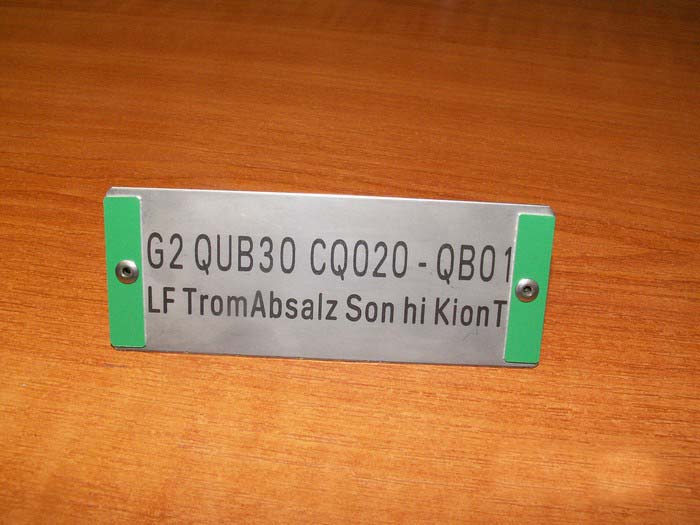 G2 QUB30 CQ020 - QB01
LF TromAbsalz Son hi KionT